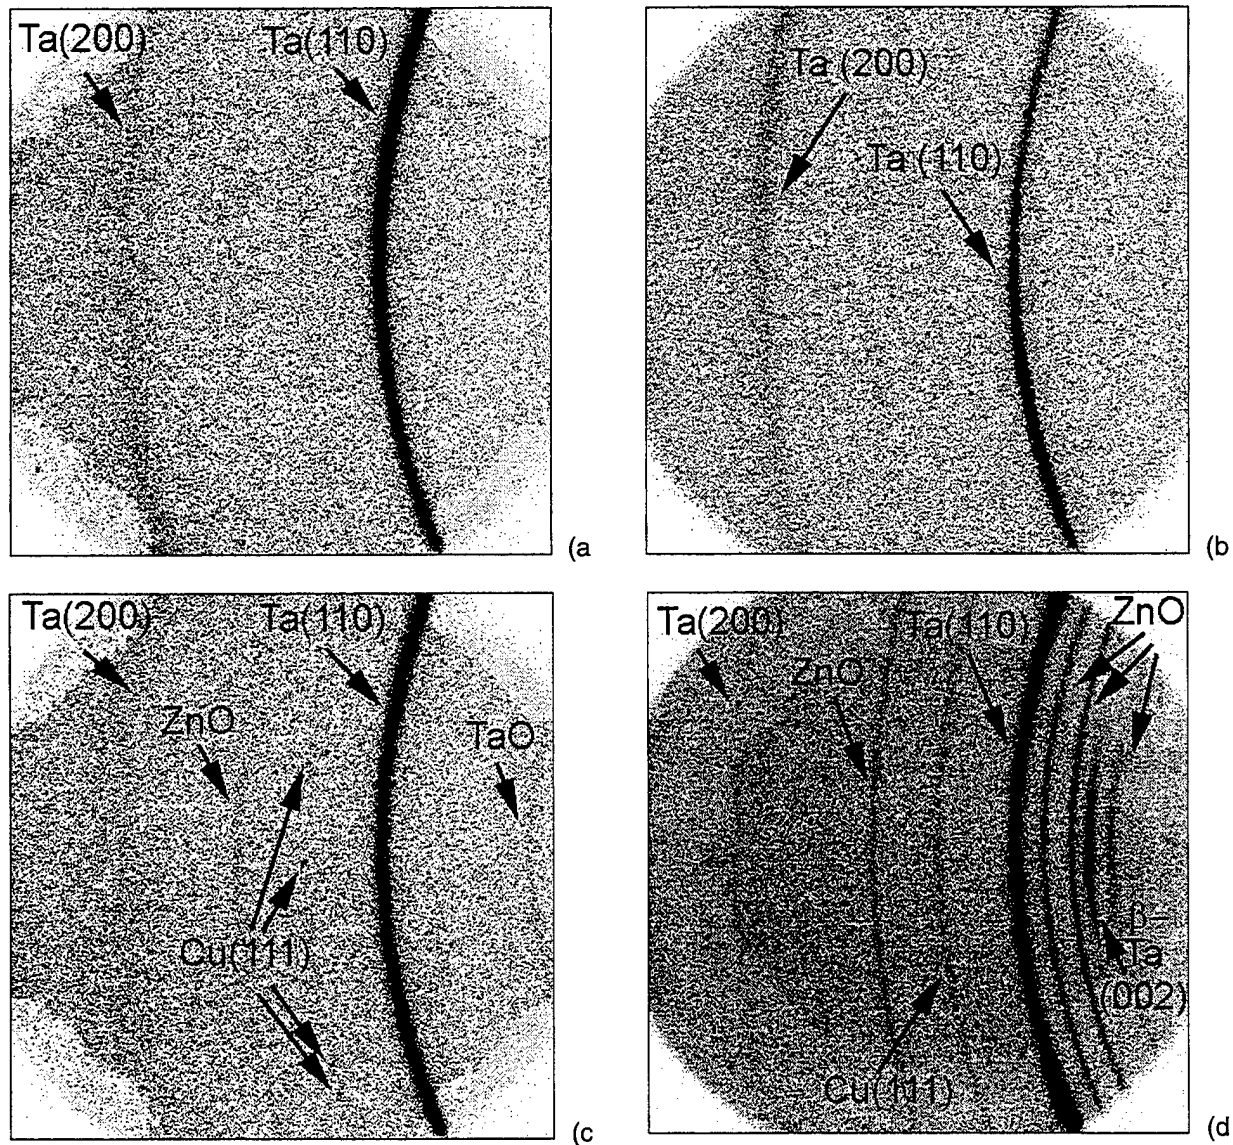 Ta(200)
Ta(110)
(a
Ta (200)
Ta (110)
(b
Ta(200)
Ta(110)
ZnO
TaO
Cu(111)
(c
Ta(200)
ZnO
Ta(110)
ZnO
β-
Ta
(002)
Cu(111)
(d